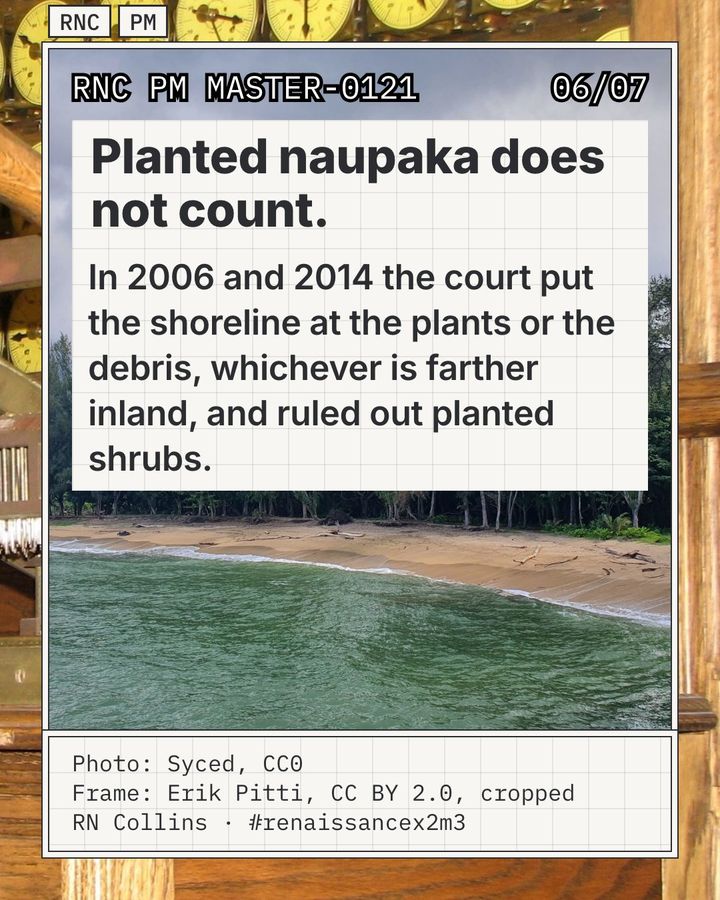 RNC PM
RNC PM MASTER-0121 06/07
Planted naupaka does
not count.
In 2006 and 2014 the court put
the shoreline at the plants or the
debris, whichever is farther
inland, and ruled out planted
shrubs.
Photo: Syced, CC0
Frame: Erik Pitti, CC BY 2.0, cropped
RN Collins · #renaissancex2m3